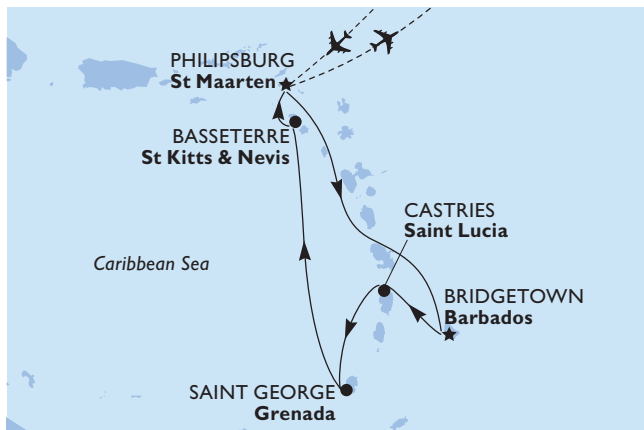 PHILIPSBURG
St Maarten
BASSETERRE
St Kitts & Nevis
CASTRIES
Saint Lucia
Caribbean Sea
BRIDGETOWN
Barbados
SAINT GEORGE
Grenada